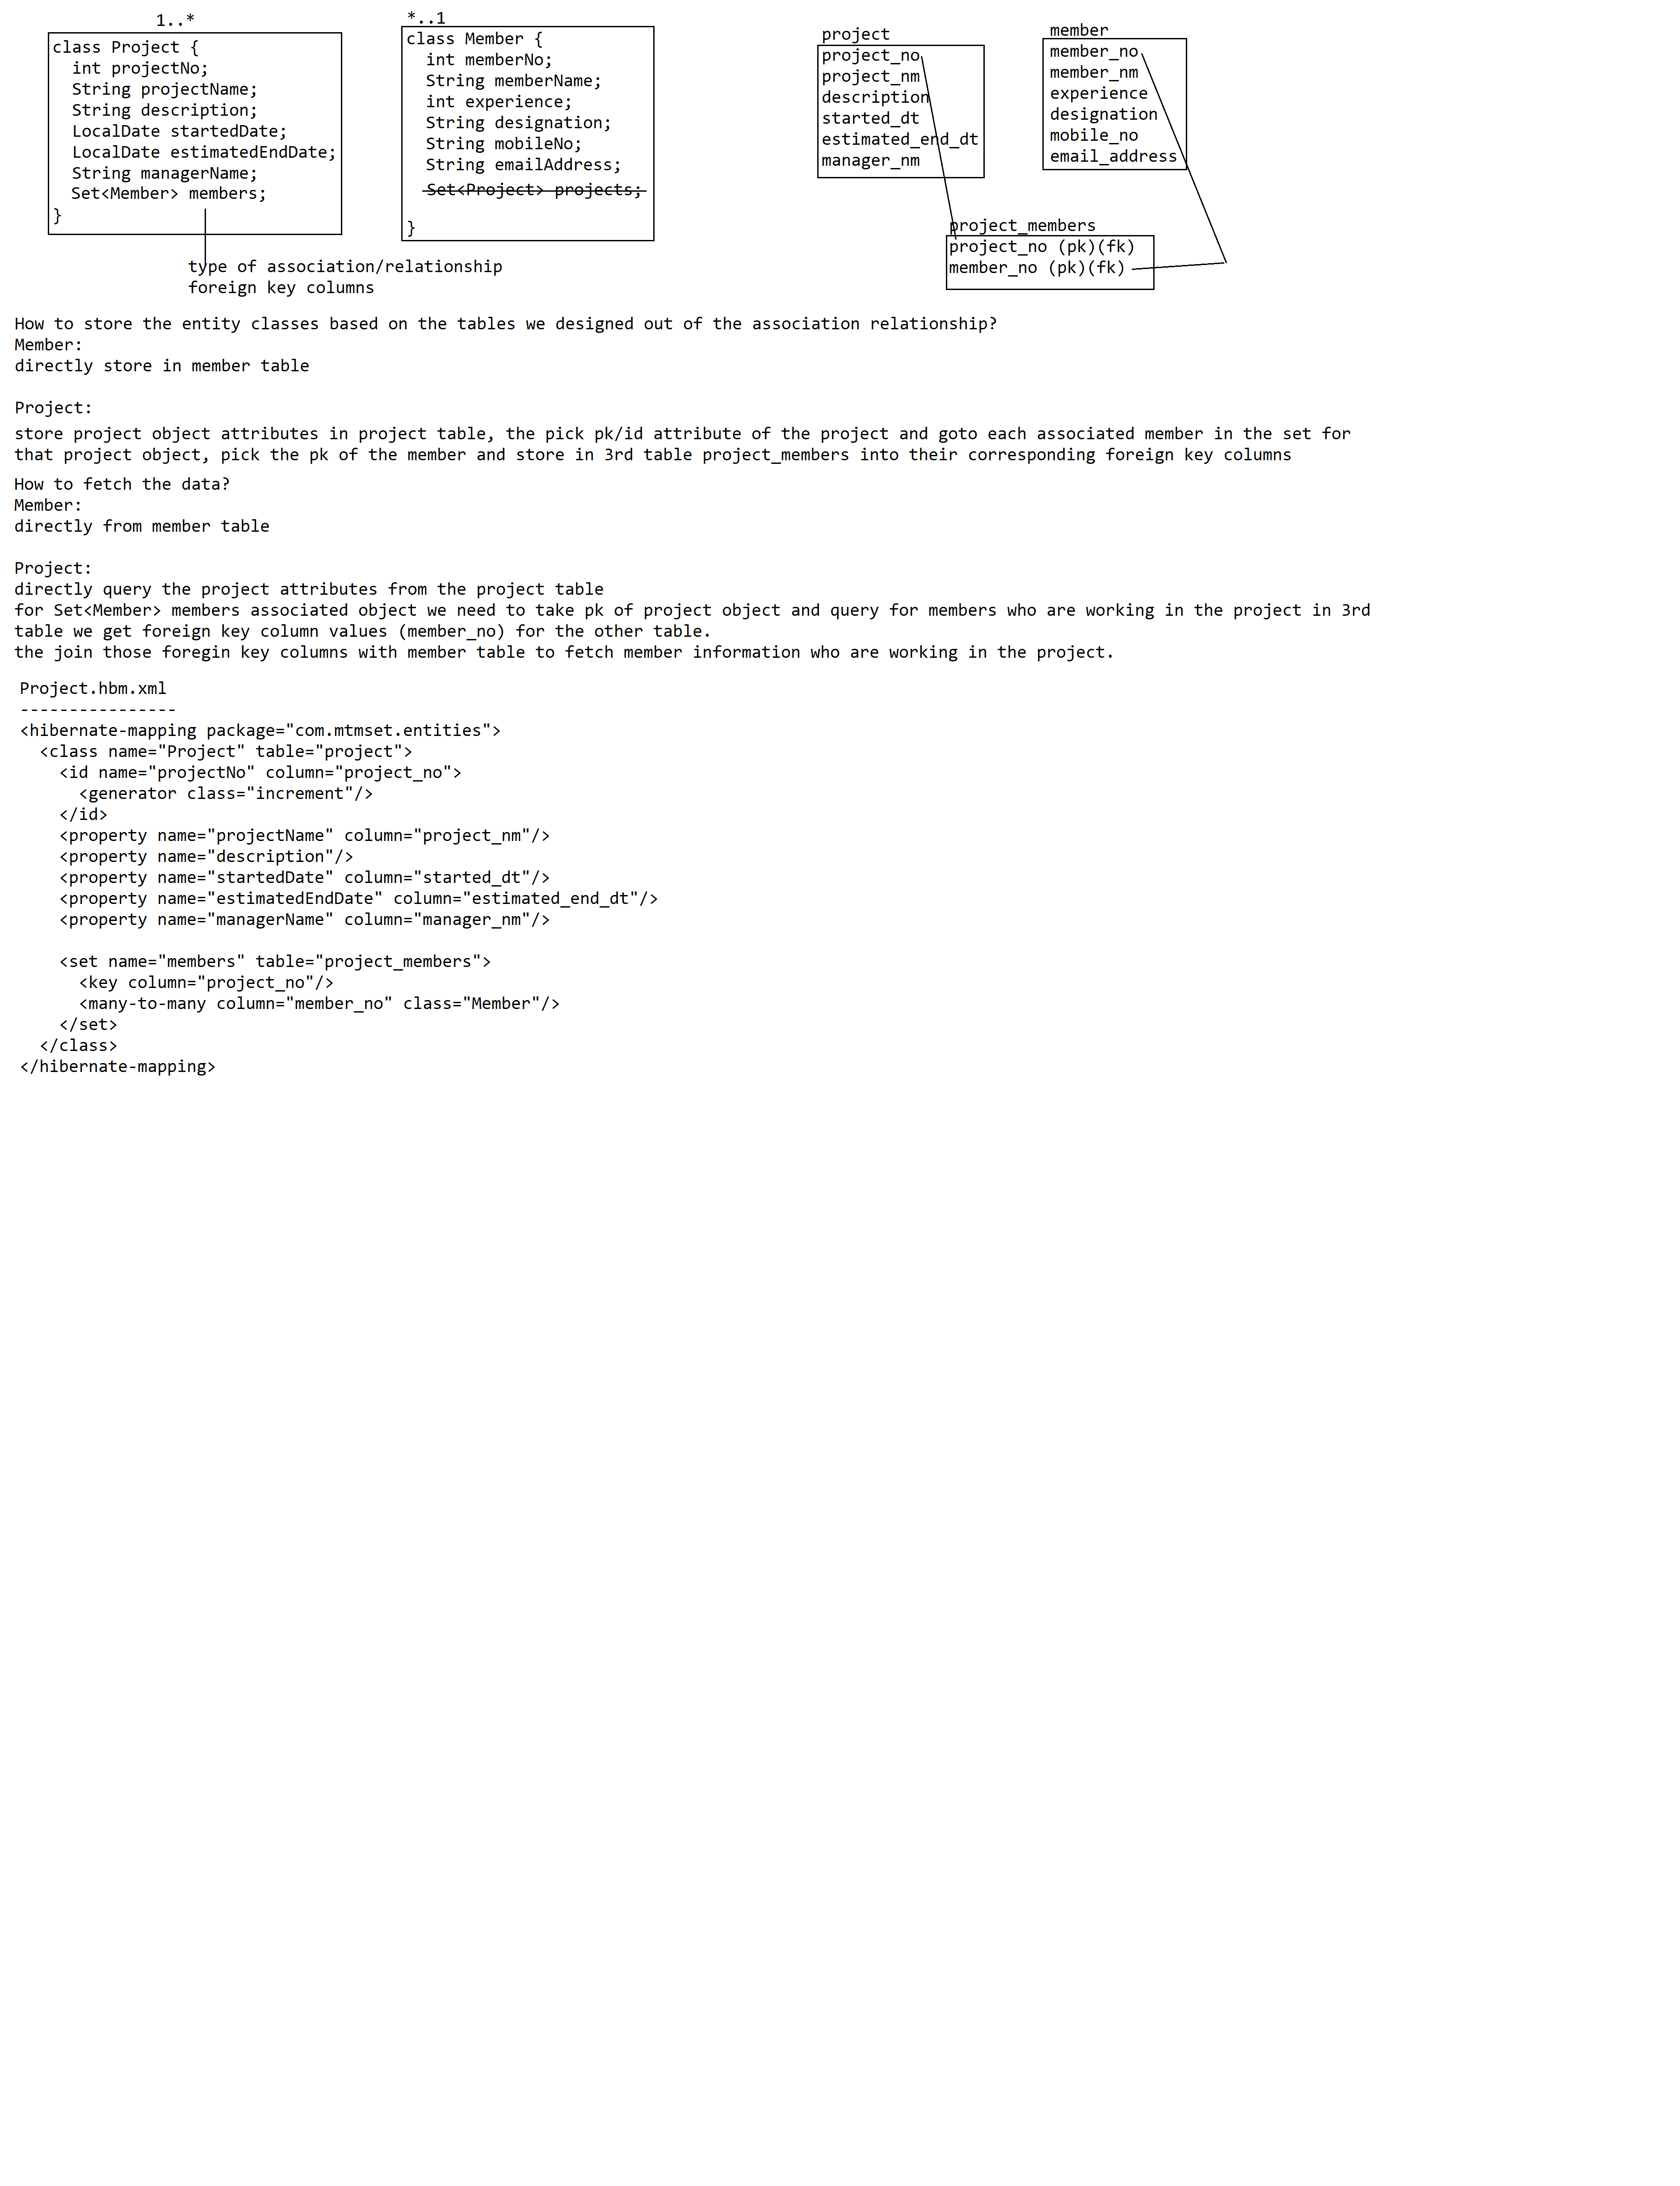 1..*
class Project {
  int projectNo;
  String projectName;
  String description;
  LocalDate startedDate;
  LocalDate estimatedEndDate;
  String managerName;
  Set<Member> members;
}
type of association/relationship
foreign key columns
*..1
class Member {
  int memberNo;
  String memberName;
  int experience;
  String designation;
  String mobileNo;
  String emailAddress;
  Set<Project> projects;
}
project
project_no
project_nm
description
started_dt
estimated_end_dt
manager_nm
member
member_no
member_nm
experience
designation
mobile_no
email_address
project_members
project_no (pk)(fk)
member_no (pk)(fk)
How to store the entity classes based on the tables we designed out of the association relationship?
Member:
directly store in member table
Project:
store project object attributes in project table, the pick pk/id attribute of the project and goto each associated member in the set for
that project object, pick the pk of the member and store in 3rd table project_members into their corresponding foreign key columns
How to fetch the data?
Member:
directly from member table
Project:
directly query the project attributes from the project table
for Set<Member> members associated object we need to take pk of project object and query for members who are working in the project in 3rd
table we get foreign key column values (member_no) for the other table.
the join those foregin key columns with member table to fetch member information who are working in the project.
Project.hbm.xml
----------------
<hibernate-mapping package="com.mtmset.entities">
  <class name="Project" table="project">
    <id name="projectNo" column="project_no">
      <generator class="increment"/>
    </id>
    <property name="projectName" column="project_nm"/>
    <property name="description"/>
    <property name="startedDate" column="started_dt"/>
    <property name="estimatedEndDate" column="estimated_end_dt"/>
    <property name="managerName" column="manager_nm"/>
    <set name="members" table="project_members">
      <key column="project_no"/>
      <many-to-many column="member_no" class="Member"/>
    </set>
  </class>
</hibernate-mapping>